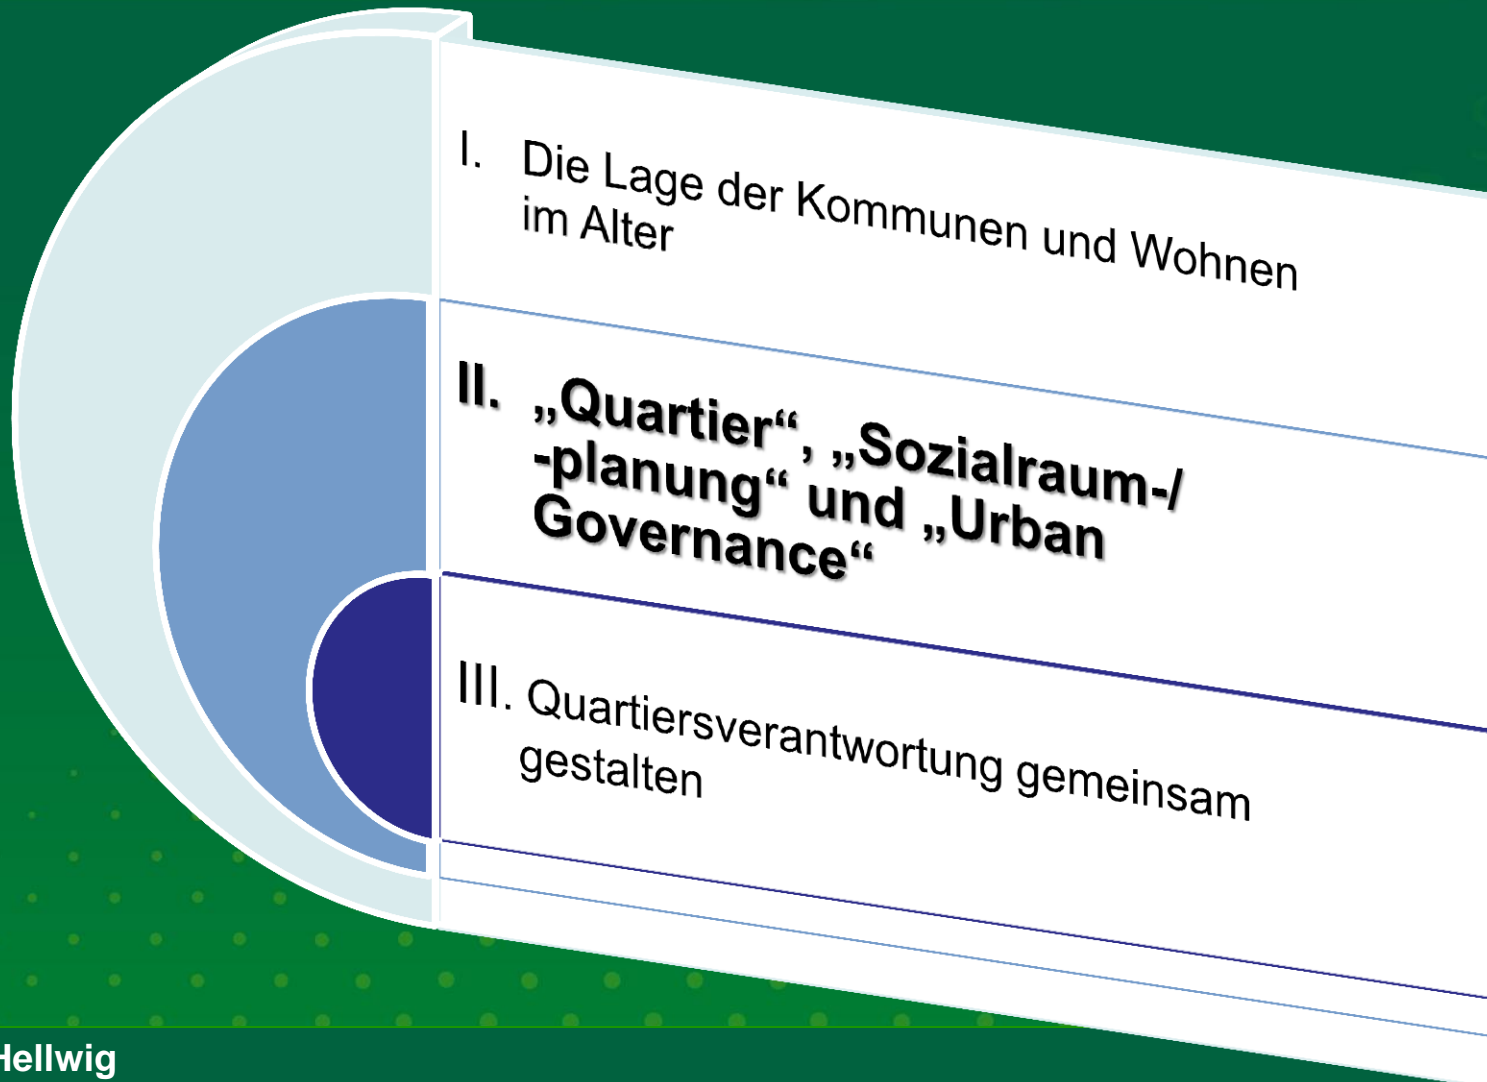 I. Die Lage der Kommunen und Wohnen
im Alter
II. „Quartier“, „Sozialraum-/
-planung“ und „Urban
Governance“
III. Quartiersverantwortung gemeinsam
gestalten
Hellwig